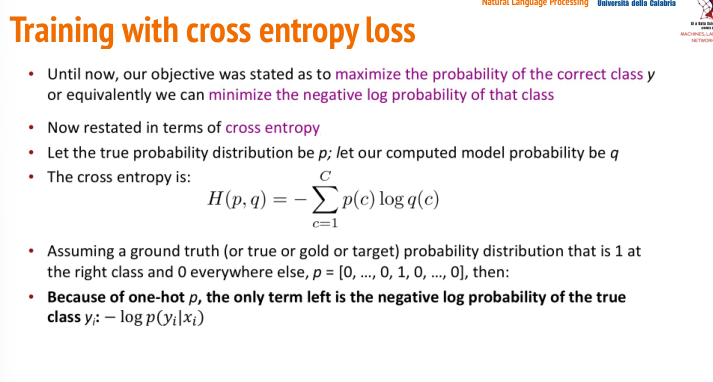 Natural Language Processing Università della Calabria
Training with cross entropy loss
MACHINES, LA
NETWORK
• Until now, our objective was stated as to maximize the probability of the correct class y
or equivalently we can minimize the negative log probability of that class
• Now restated in terms of cross entropy
• Let the true probability distribution be p; let our computed model probability be q
• The cross entropy is:
H(p, q) = − ∑_{c=1}^{C} p(c) log q(c)
• Assuming a ground truth (or true or gold or target) probability distribution that is 1 at
the right class and 0 everywhere else, p = [0, ..., 0, 1, 0, ..., 0], then:
• Because of one-hot p, the only term left is the negative log probability of the true
class yᵢ: − log p(yᵢ|xᵢ)